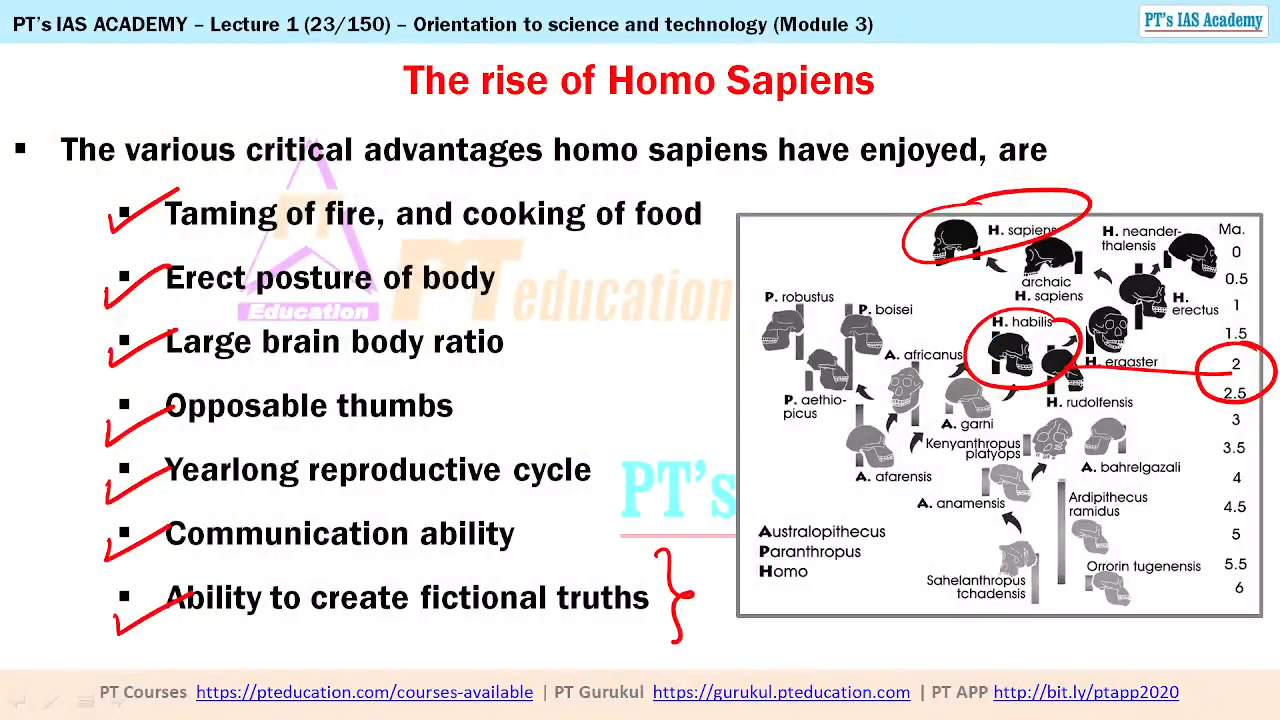 PT's IAS ACADEMY – Lecture 1 (23/150) – Orientation to science and technology (Module 3)
PT's IAS Academy
The rise of Homo Sapiens
▪ The various critical advantages homo sapiens have enjoyed, are
▪ Taming of fire, and cooking of food
▪ Erect posture of body
▪ Large brain body ratio
▪ Opposable thumbs
▪ Yearlong reproductive cycle
▪ Communication ability
▪ Ability to create fictional truths
PT education
Education
PT's
H. sapiens
H. neander-
thalensis
Ma.
0
archaic
H. sapiens
0.5
P. robustus
P. boisei
H.
erectus
1
H. habilis
1.5
A. africanus
H. ergaster
2
P. aethio-
picus
H. rudolfensis
2.5
A. garni
3
Kenyanthropus
platyops
3.5
A. afarensis
A. bahrelgazali
4
A. anamensis
Ardipithecus
ramidus
4.5
Australopithecus
Paranthropus
Homo
5
Sahelanthropus
tchadensis
Orrorin tugenensis
5.5
6
PT Courses https://pteducation.com/courses-available | PT Gurukul https://gurukul.pteducation.com | PT APP http://bit.ly/ptapp2020